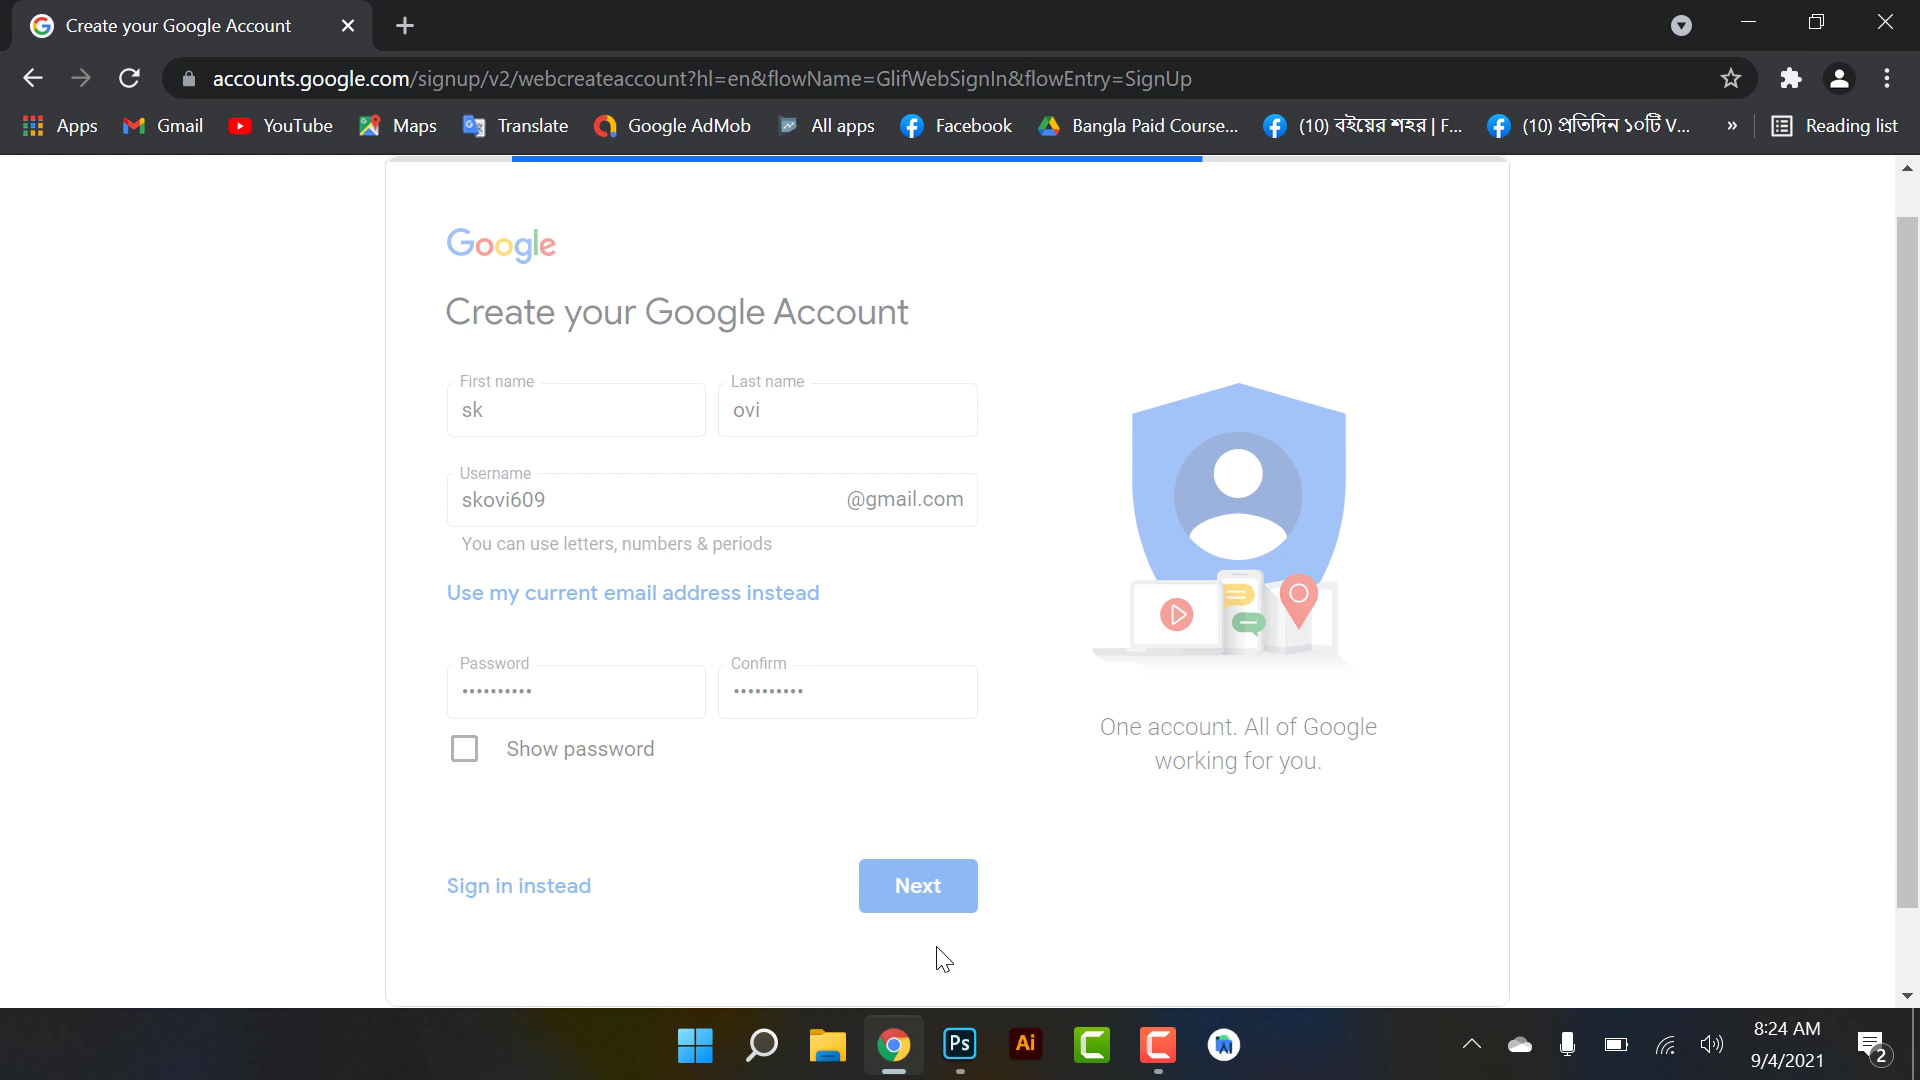 Create your Google Account
accounts.google.com/signup/v2/webcreateaccount?hl=en&flowName=GlifWebSignIn&flowEntry=SignUp
Apps Gmail YouTube Maps Translate Google AdMob All apps Facebook Bangla Paid Course... (10) বইয়ের শহর | F... (10) প্রতিদিন ১০টি V... » Reading list
Google
Create your Google Account
First name Last name
sk ovi
Username
skovi609 @gmail.com
You can use letters, numbers & periods
Use my current email address instead
Password Confirm
•••••••••• ••••••••••
Show password
One account. All of Google
working for you.
Sign in instead Next
Ps Ai
8:24 AM
9/4/2021
2